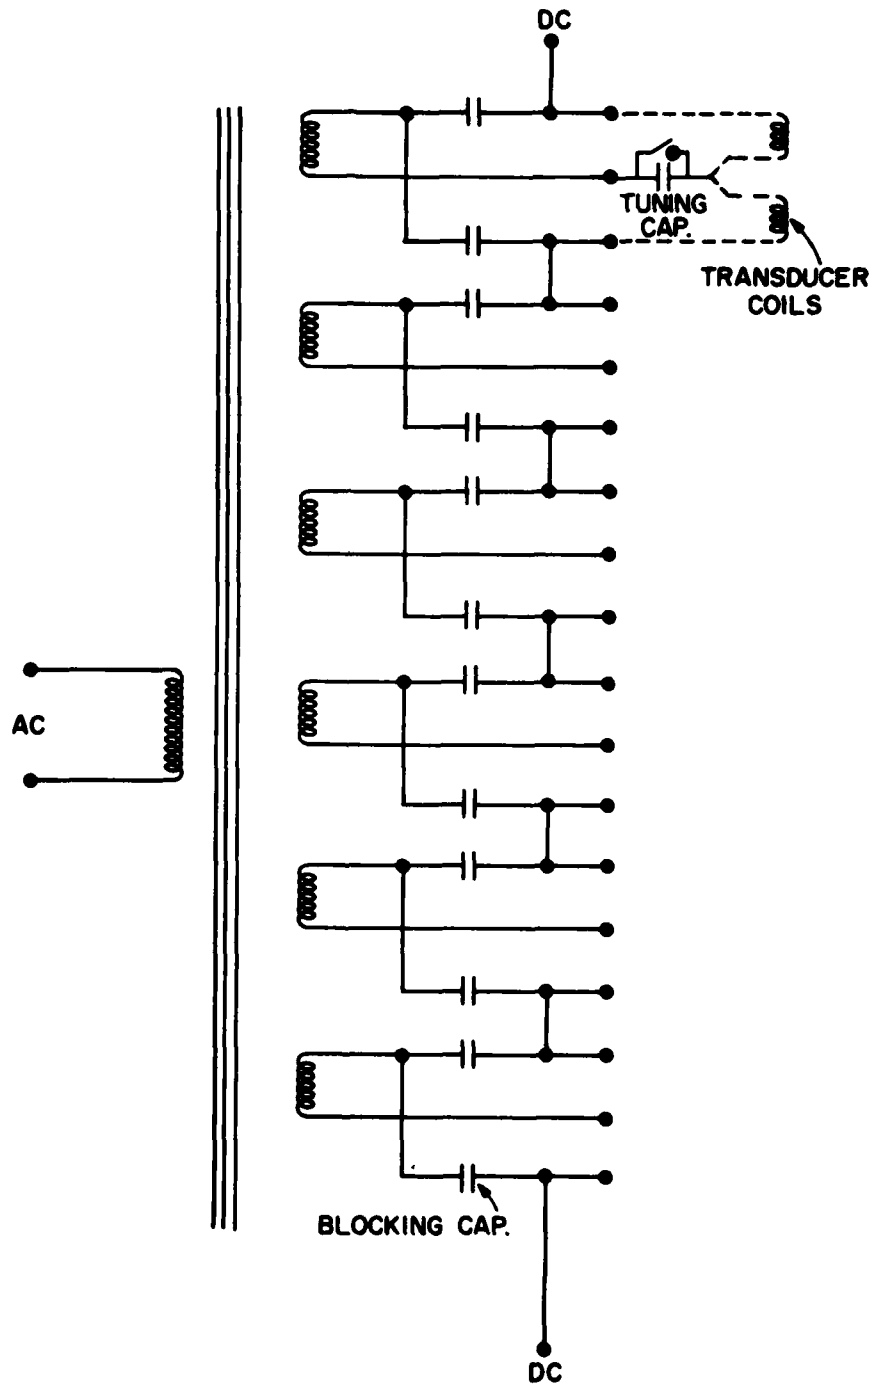 DC
TUNING
CAP.
TRANSDUCER
COILS
AC
BLOCKING CAP.
DC